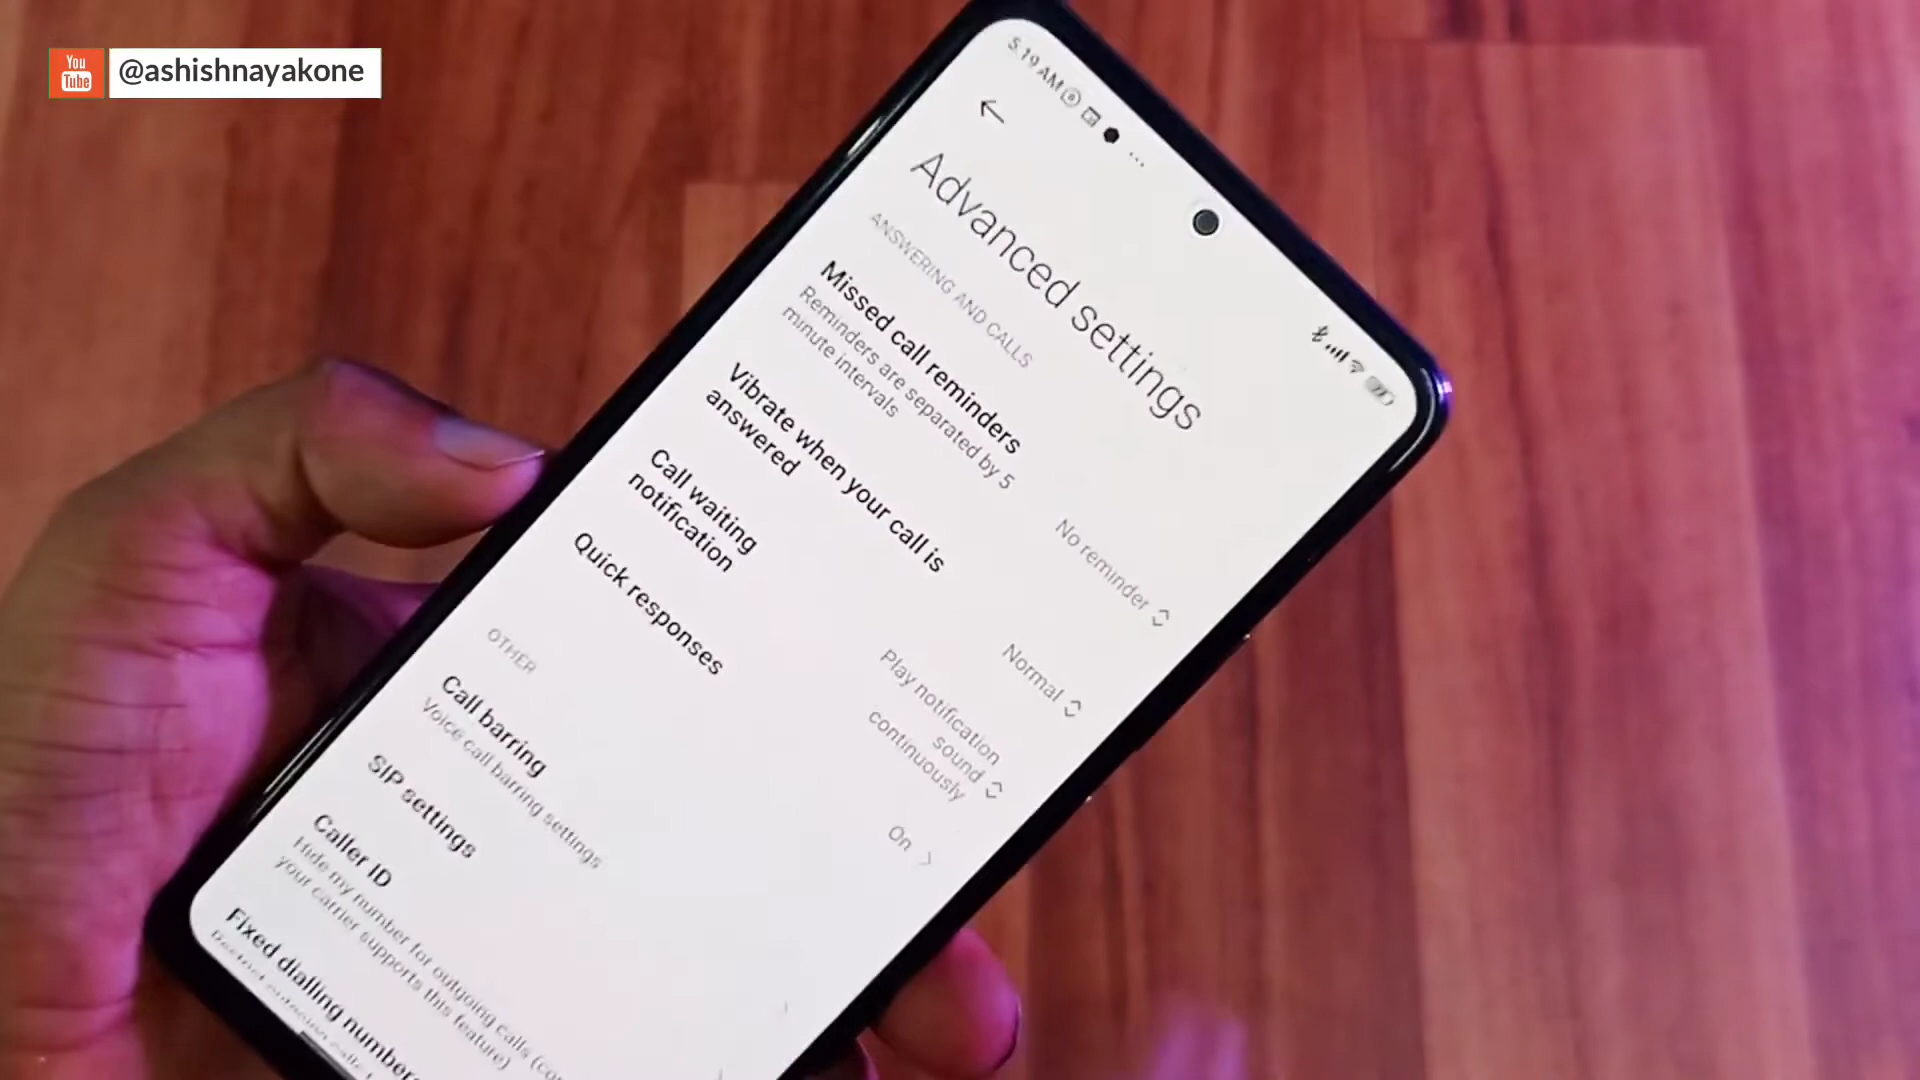 You
Tube
@ashishnayakone
5:19 AM
Advanced settings
ANSWERING AND CALLS
Missed call reminders
Reminders are separated by 5
minute intervals
No reminder
Vibrate when your call is
answered
Normal
Call waiting
notification
Play notification
sound
continuously
Quick responses
On
OTHER
Call barring
Voice call barring settings
SIP settings
Caller ID
Hide my number for outgoing calls
your carrier supports this feature)
Fixed dialling numbers